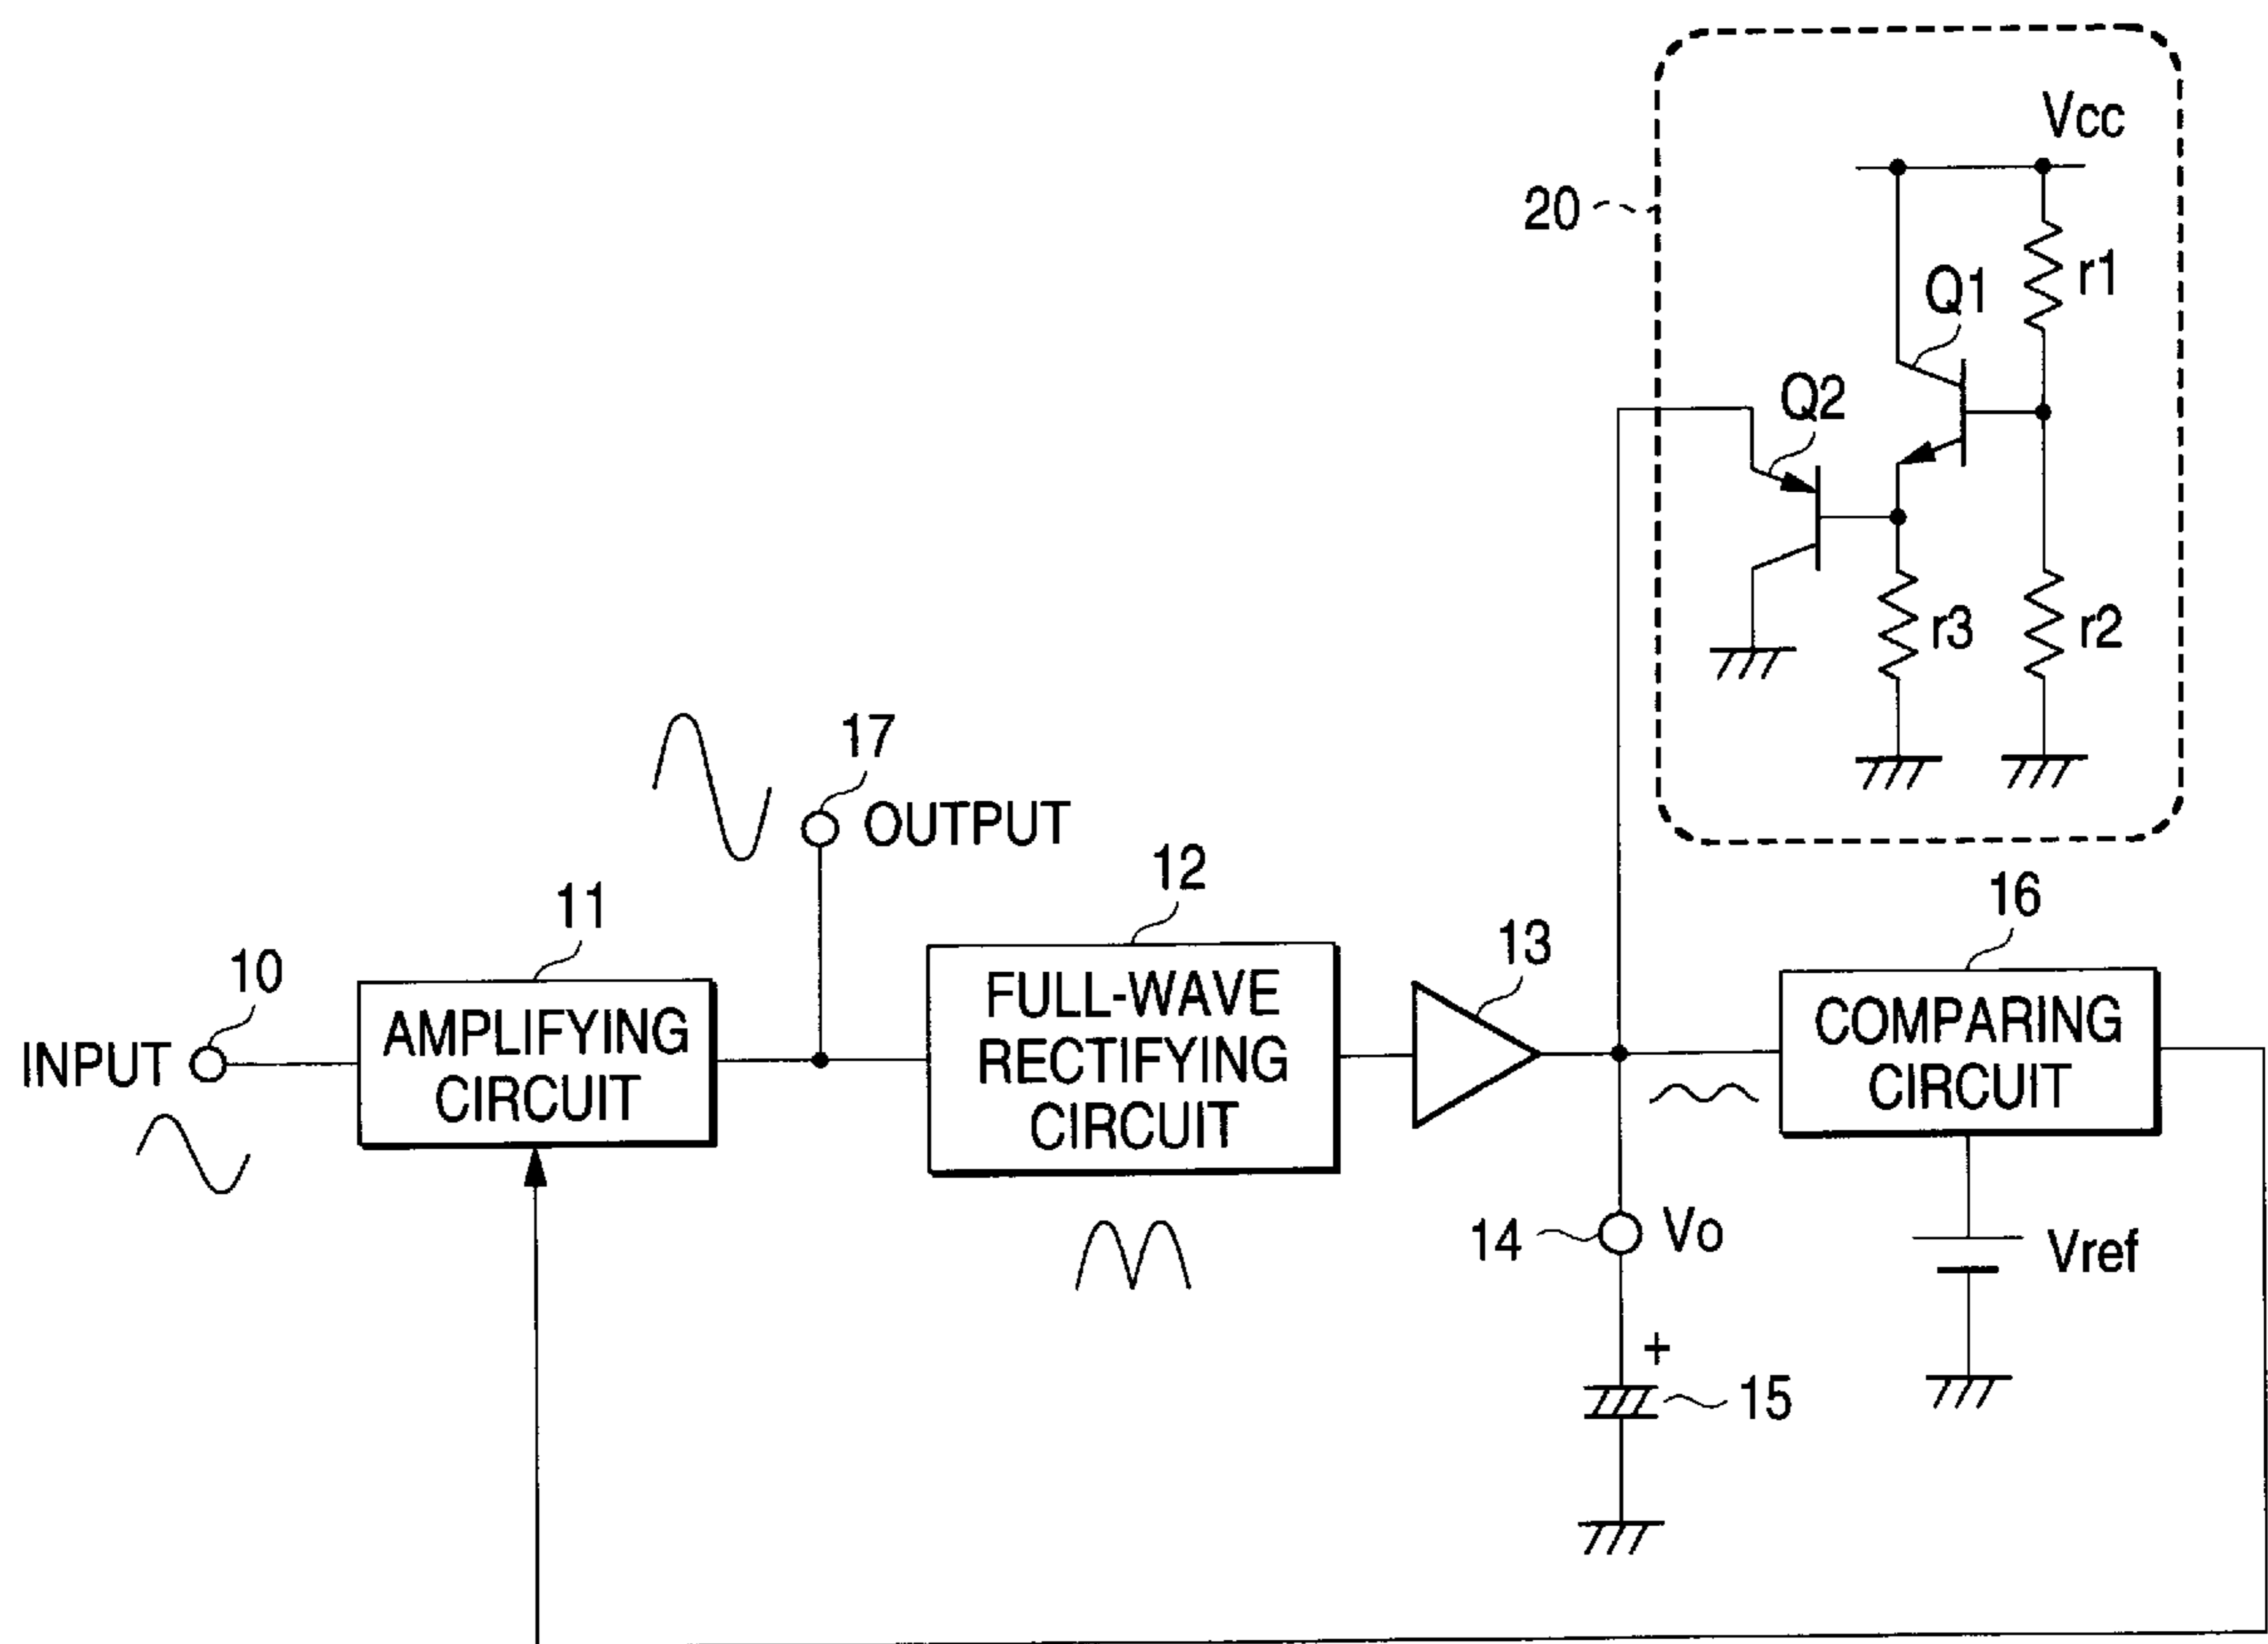 Vcc
20
r1
Q1
Q2
r3
r2
17
OUTPUT
12
16
11
13
10
FULL-WAVE
RECTIFYING
CIRCUIT
COMPARING
CIRCUIT
AMPLIFYING
CIRCUIT
INPUT
14
Vo
Vref
+
15